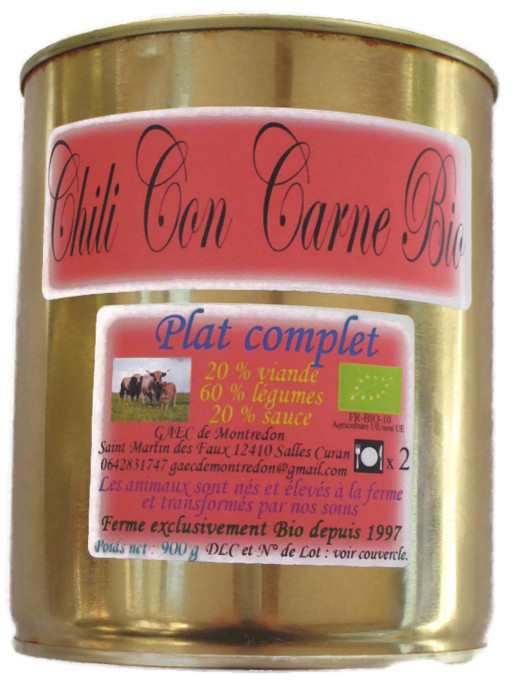 Chili Con Carne Bio
Plat complet
20 % viande
60 % légumes
20 % sauce
FR-BIO-10
Agriculture UE/non UE
GAEC de Montredon
Saint Martin des Faux 12410 Salles Curan
0642831747 gaecdemontredon@gmail.com
x 2
Les animaux sont nés et élevés à la ferme
et transformés par nos soins
Ferme exclusivement Bio depuis 1997
Poids net : 900 g DLC et N° de Lot : voir couvercle.